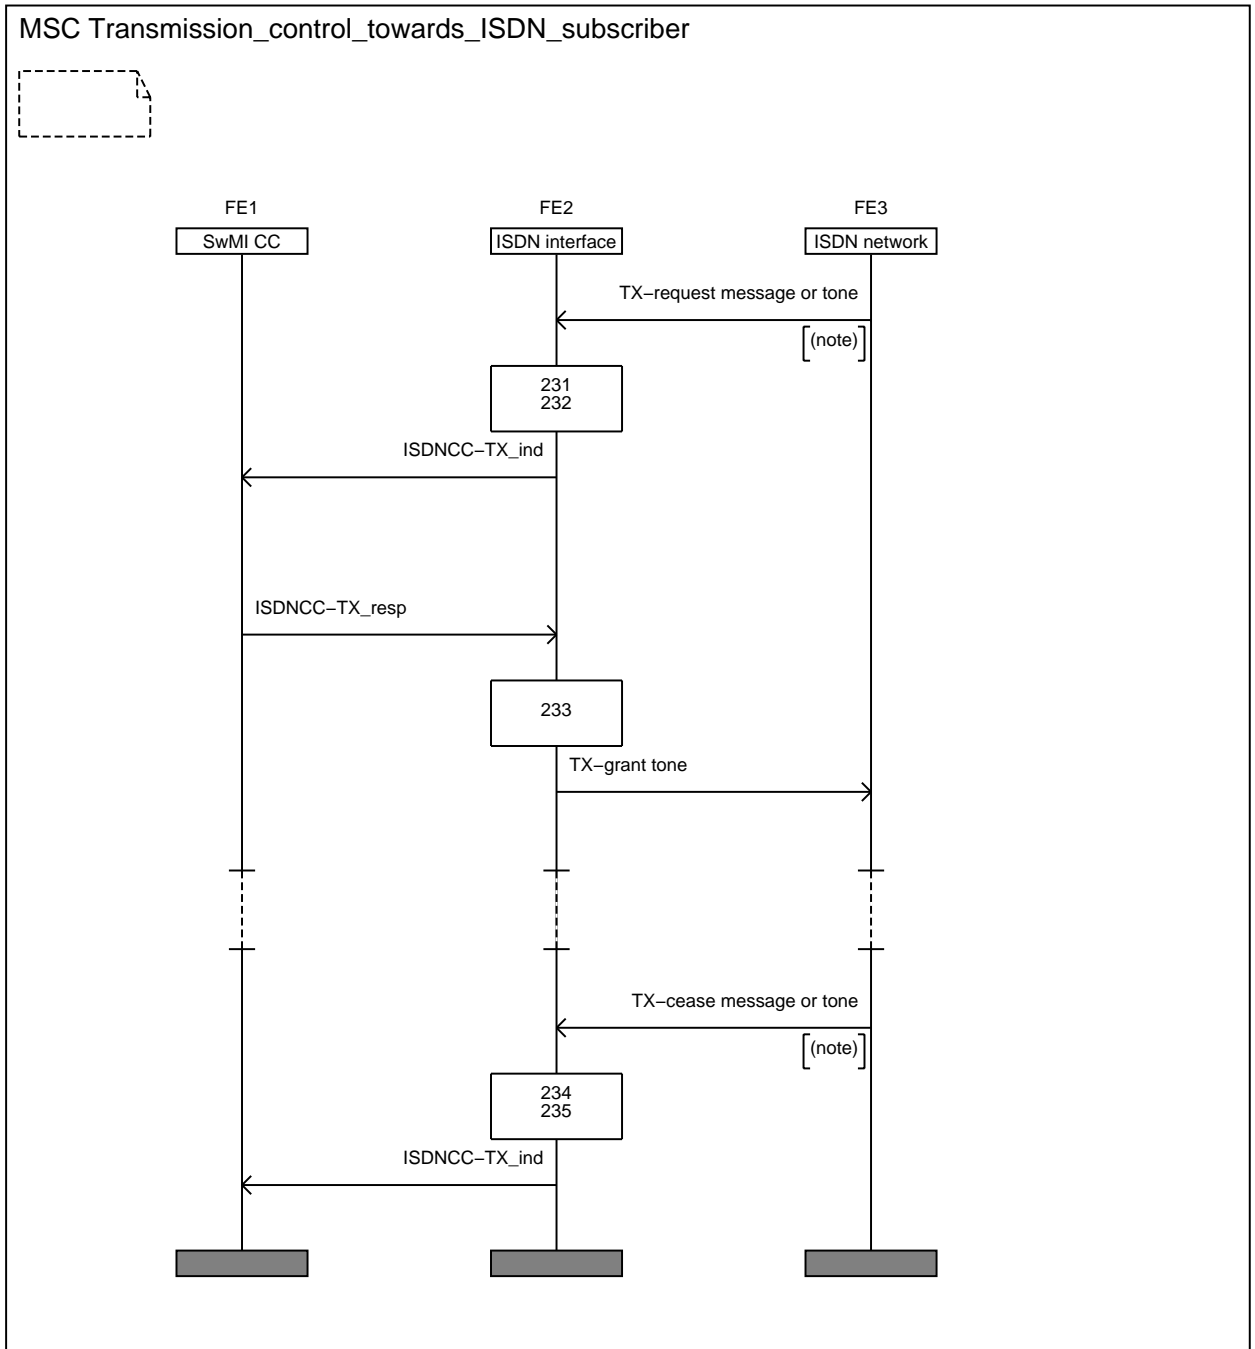 MSC Transmission_control_towards_ISDN_subscriber
FE1
FE2
FE3
SwMI CC
ISDN interface
ISDN network
TX−request message or tone
(note)
231
232
ISDNCC−TX_ind
ISDNCC−TX_resp
233
TX−grant tone
TX−cease message or tone
(note)
234
235
ISDNCC−TX_ind